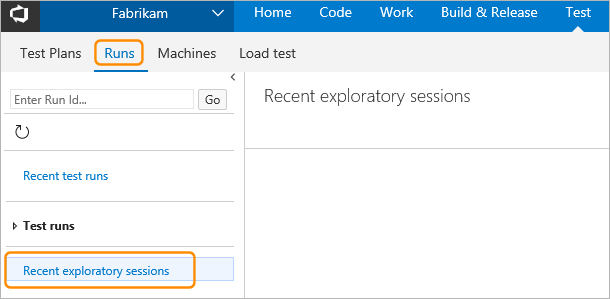 Fabrikam Home Code Work Build & Release Test
Test Plans Runs Machines Load test
Enter Run Id... Go
Recent exploratory sessions
Recent test runs
Test runs
Recent exploratory sessions